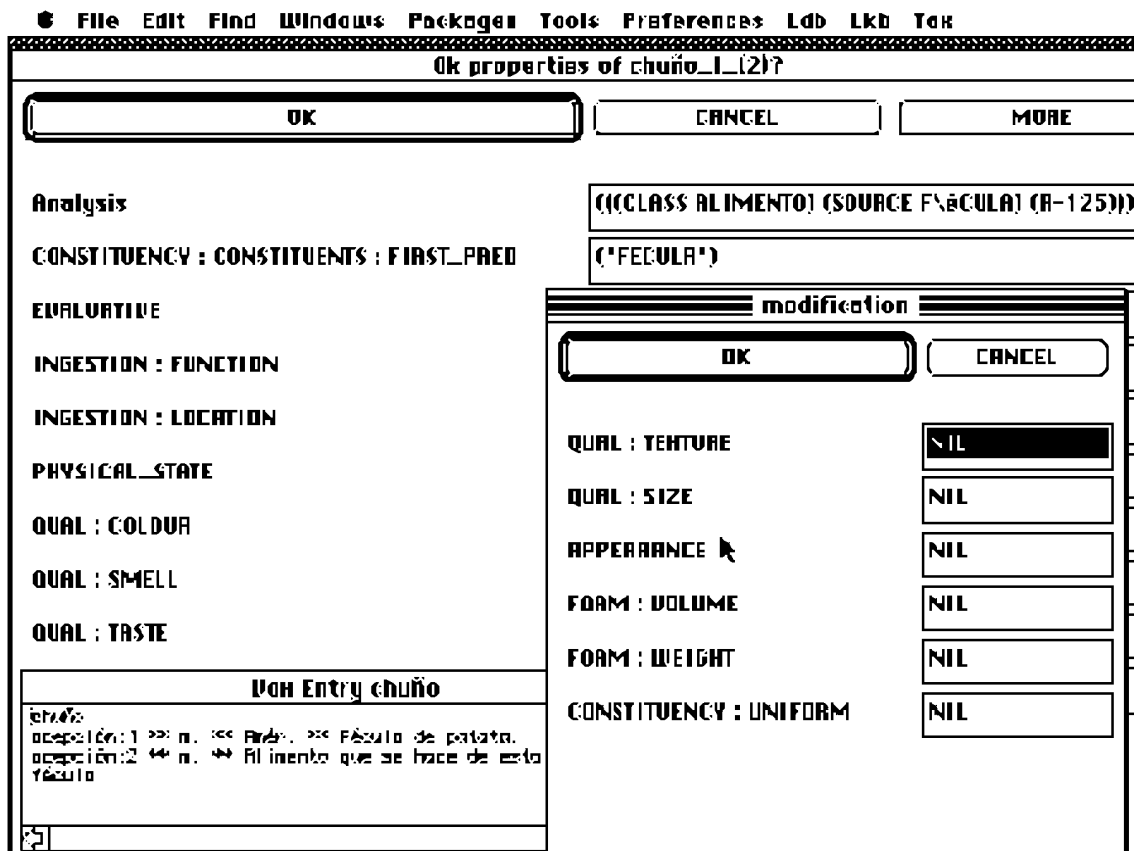 File Edit Find Windows Packages Tools Preferences Ldb Lkb Tax
Ok properties of chuño_I_(2)?
OK CANCEL MORE
Analysis (((CLASS ALIMENTO) (SOURCE F\éCULA) (A-125)))
CONSTITUENCY : CONSTITUENTS : FIRST_PRED ("FECULA")
EVALUATIVE
INGESTION : FUNCTION
INGESTION : LOCATION
PHYSICAL_STATE
QUAL : COLOUR
QUAL : SMELL
QUAL : TASTE
modification
OK CANCEL
QUAL : TEXTURE NIL
QUAL : SIZE NIL
APPEARANCE NIL
FORM : VOLUME NIL
FORM : WEIGHT NIL
CONSTITUENCY : UNIFORM NIL
Vox Entry chuño
chuño
acepción:1 ** m. ** Amér. ** Fécula de patata.
acepción:2 ** m. ** Alimento que se hace de esta
fécula